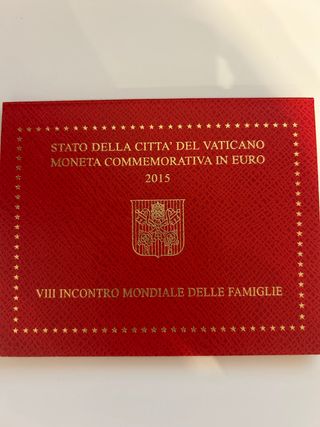 STATO DELLA CITTA' DEL VATICANO
MONETA COMMEMORATIVA IN EURO
2015
VIII INCONTRO MONDIALE DELLE FAMIGLIE